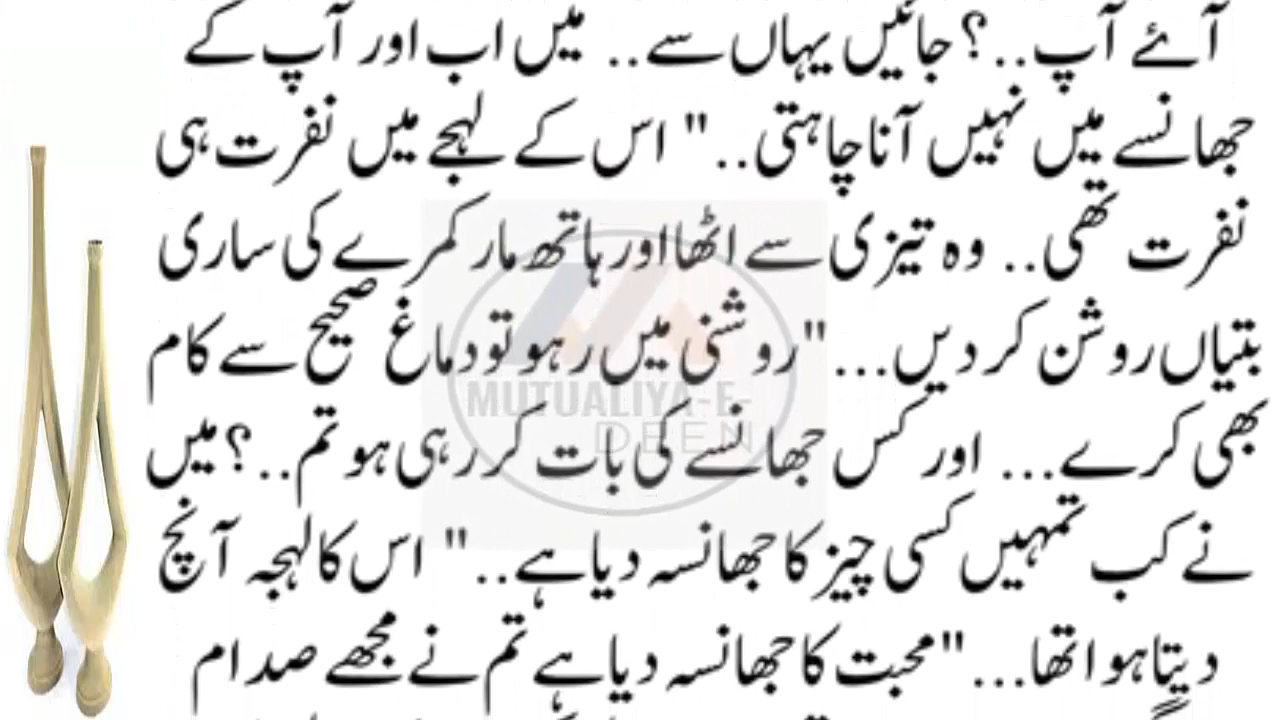 آئے آپ..؟ جائیں یہاں سے.. میں اب اور آپ کے
جھانسے میں نہیں آنا چاہتی.." اس کے لہجے میں نفرت ہی
نفرت تھی.. وہ تیزی سے اٹھا اور ہاتھ مار کمرے کی ساری
بتیاں روشن کر دیں... "روشنی میں رہو تو دماغ صحیح سے کام
بھی کرے... اور کس جھانسے کی بات کر رہی ہو تم..؟ میں
نے کب تمہیں کسی چیز کا جھانسہ دیا ہے.." اس کا لہجہ آنچ
دیتا ہوا تھا... "محبت کا جھانسہ دیا ہے تم نے مجھے صدام
MUTUALIYA-E-
DEEN